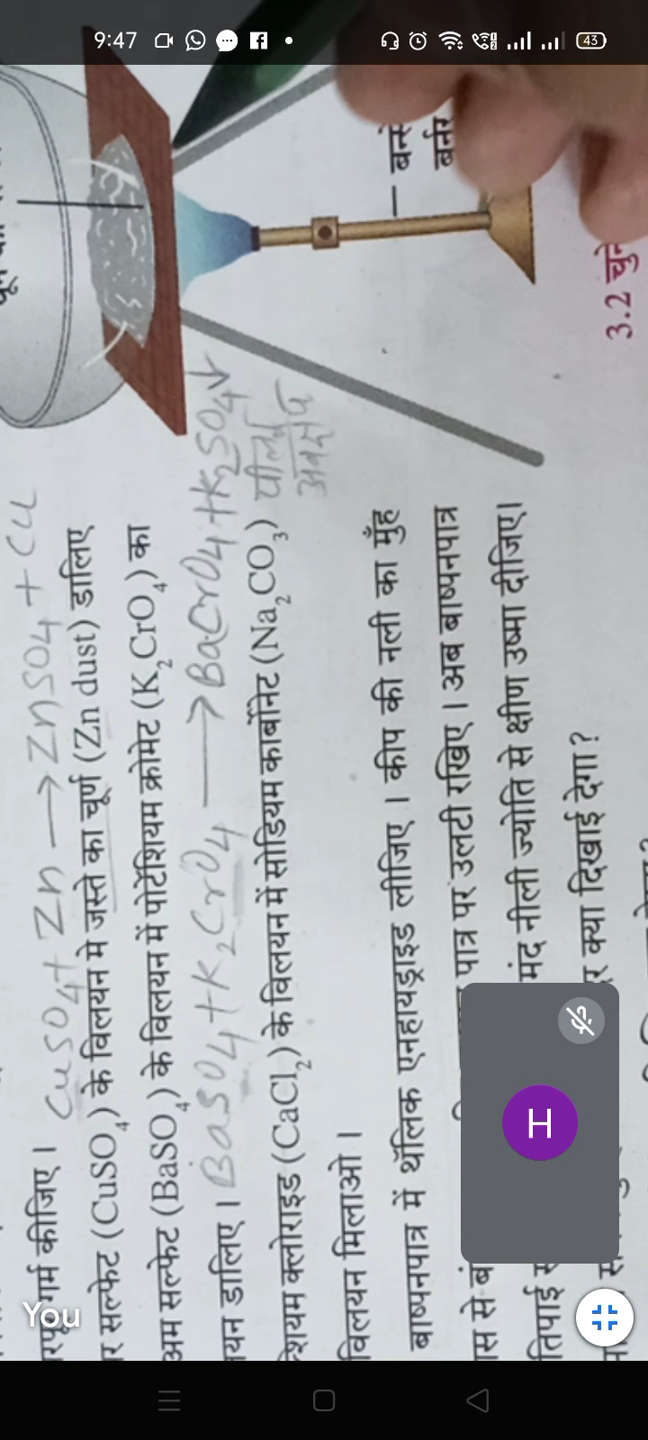 9:47
43
बर्नर
3.2
रपूर गर्म कीजिए । CuSO4 + Zn → ZnSO4 + Cu
र सल्फेट (CuSO4) के विलयन मे जस्ते का चूर्ण (Zn dust) डालिए
अम सल्फेट (BaSO4) के विलयन में पोटॅशियम क्रोमेट (K2CrO4) का
यन डालिए । BaSO4 + K2CrO4 → BaCrO4 + K2SO4↓
शियम क्लोराइड (CaCl2) के विलयन में सोडियम कार्बोनेट (Na2CO3)
अवक्षेप
विलयन मिलाओ ।
बाष्पनपात्र में थॅलिक एनहायड्राइड लीजिए । कीप की नली का मुँह
स से बं पात्र पर उलटी रखिए । अब बाष्पनपात्र
तिपाई मंद नीली ज्योति से क्षीण उष्मा दीजिए।
क्या दिखाई देगा ?
H
You